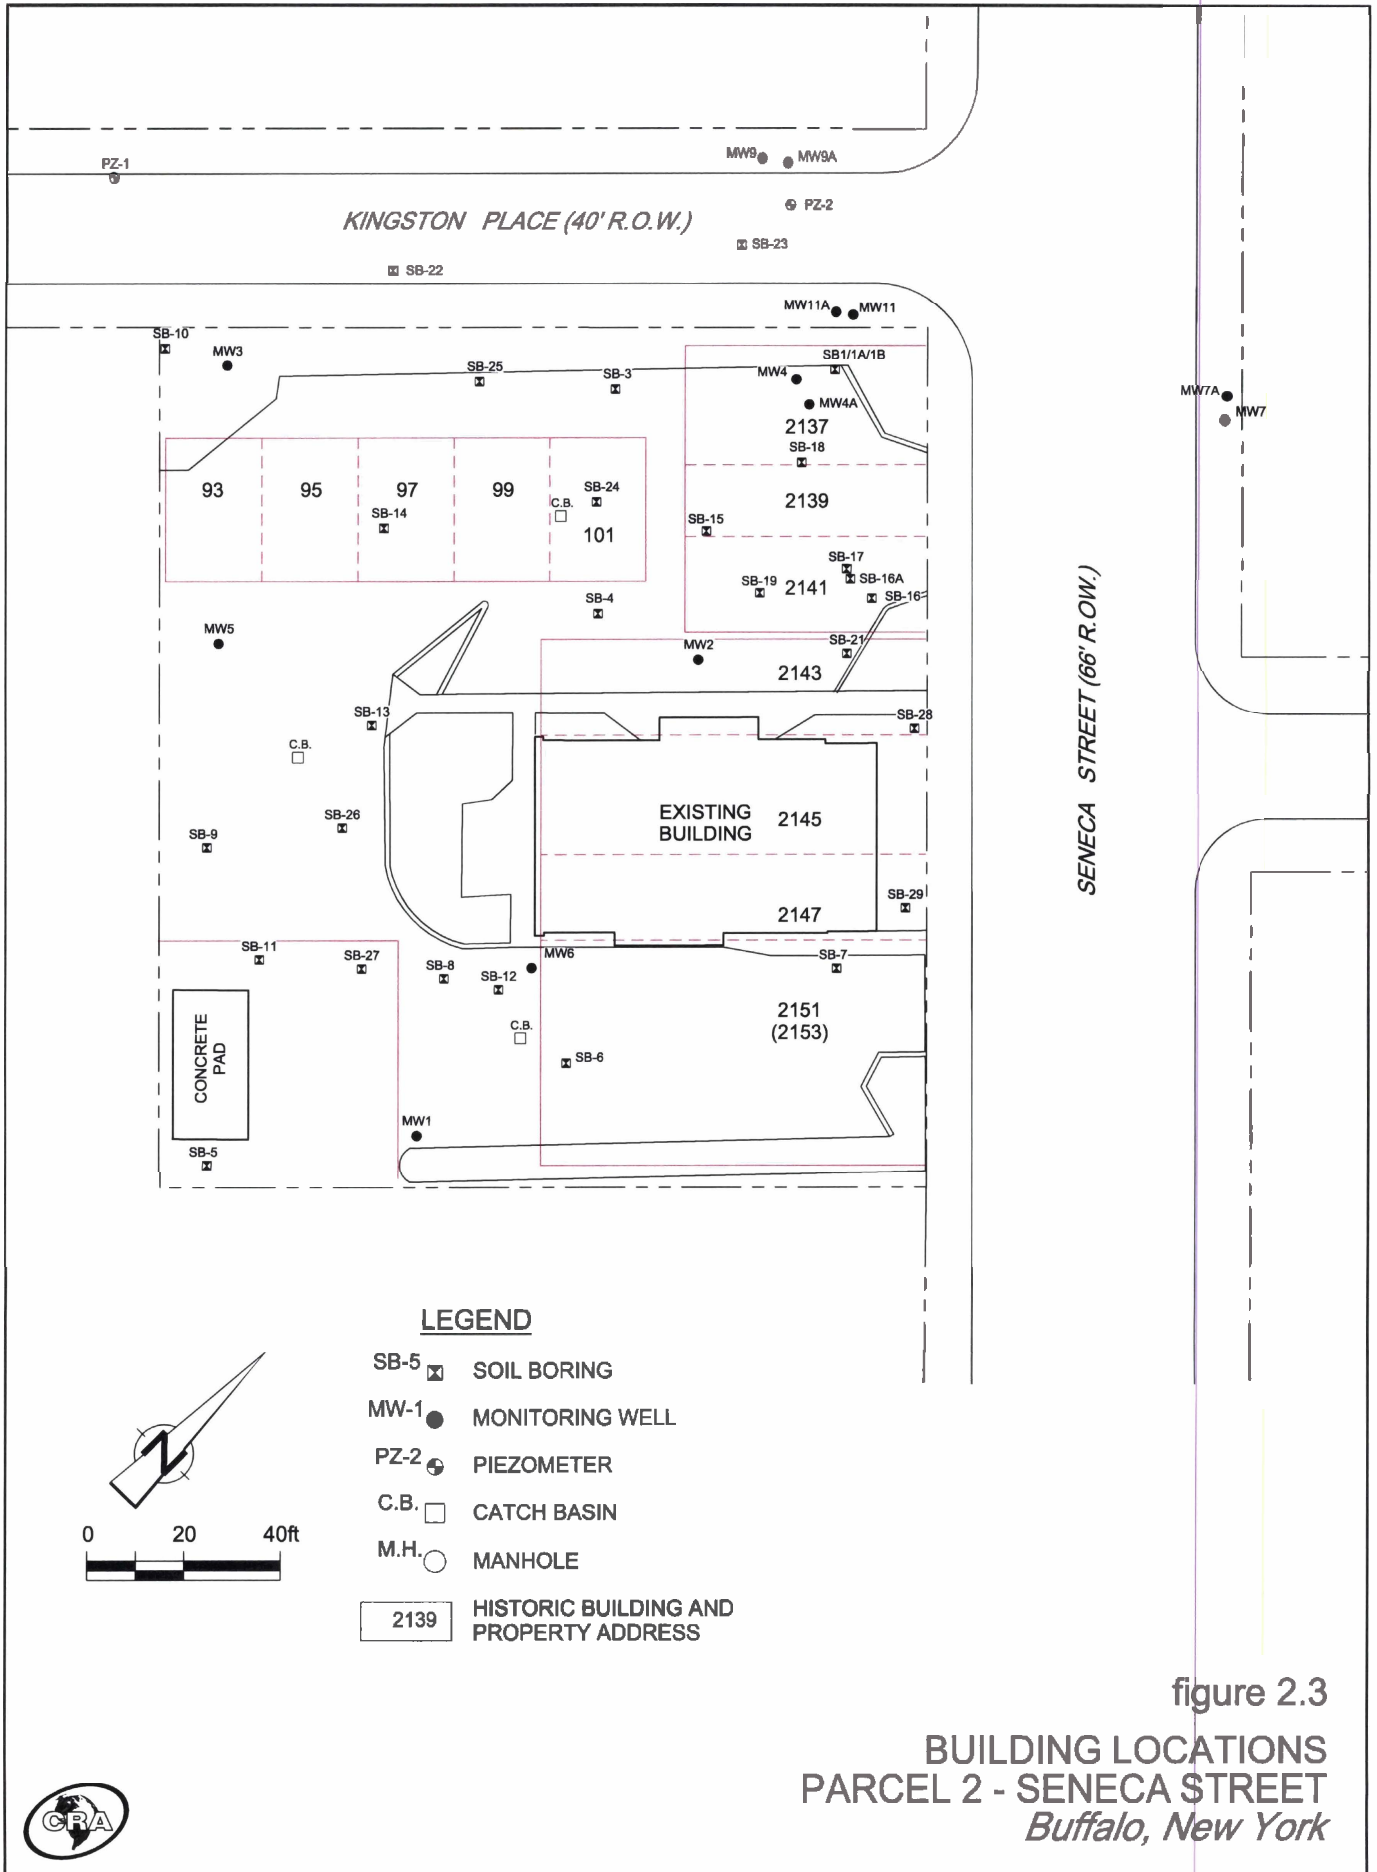 PZ-1
MW9
MW9A
PZ-2
KINGSTON PLACE (40' R.O.W.)
SB-23
SB-22
MW11A
MW11
SB-10
MW3
SB-25
SB-3
MW4
SB1/1A/1B
MW4A
MW7A
MW7
2137
SB-18
93
95
97
99
C.B.
SB-24
101
2139
SB-14
SB-15
SB-17
SB-16A
SB-19
2141
SB-16
SB-4
MW5
MW2
SB-21
2143
SENECA STREET (66' R.OW.)
SB-13
SB-28
C.B.
EXISTING
BUILDING
2145
SB-26
SB-9
SB-29
2147
SB-11
SB-27
SB-8
SB-12
MW6
SB-7
2151
(2153)
C.B.
SB-6
CONCRETE
PAD
MW1
SB-5
LEGEND
SB-5 SOIL BORING
MW-1 MONITORING WELL
PZ-2 PIEZOMETER
C.B. CATCH BASIN
M.H. MANHOLE
2139 HISTORIC BUILDING AND
PROPERTY ADDRESS
N
0 20 40ft
figure 2.3
BUILDING LOCATIONS
PARCEL 2 - SENECA STREET
Buffalo, New York
CRA